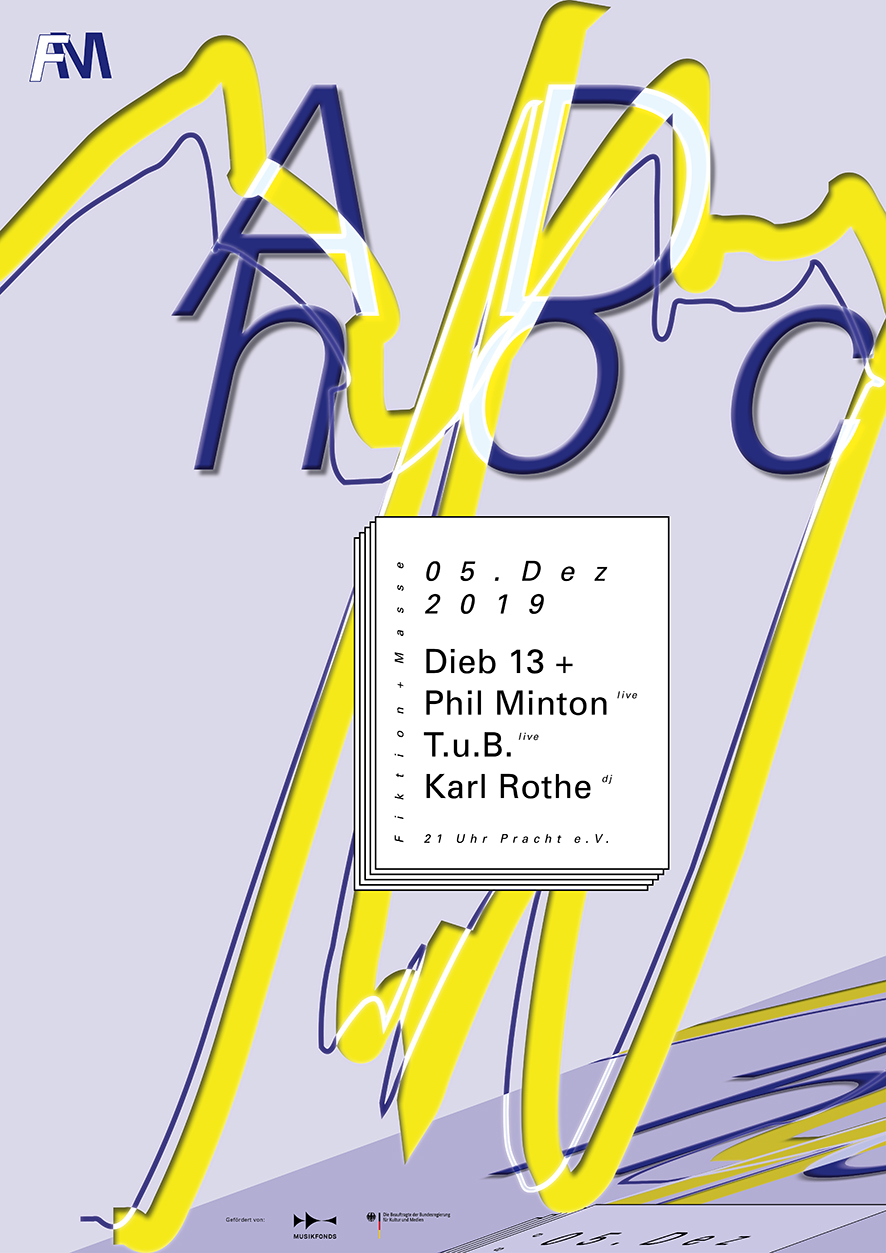 FM
AD
hoc
Fiktion + Masse
05. Dez
2019
Dieb 13 +
Phil Minton live
T.u.B. live
Karl Rothe dj
21 Uhr Pracht e.V.
Gefördert von:
MUSIKFONDS
Die Beauftragte der Bundesregierung
für Kultur und Medien
05. Dez